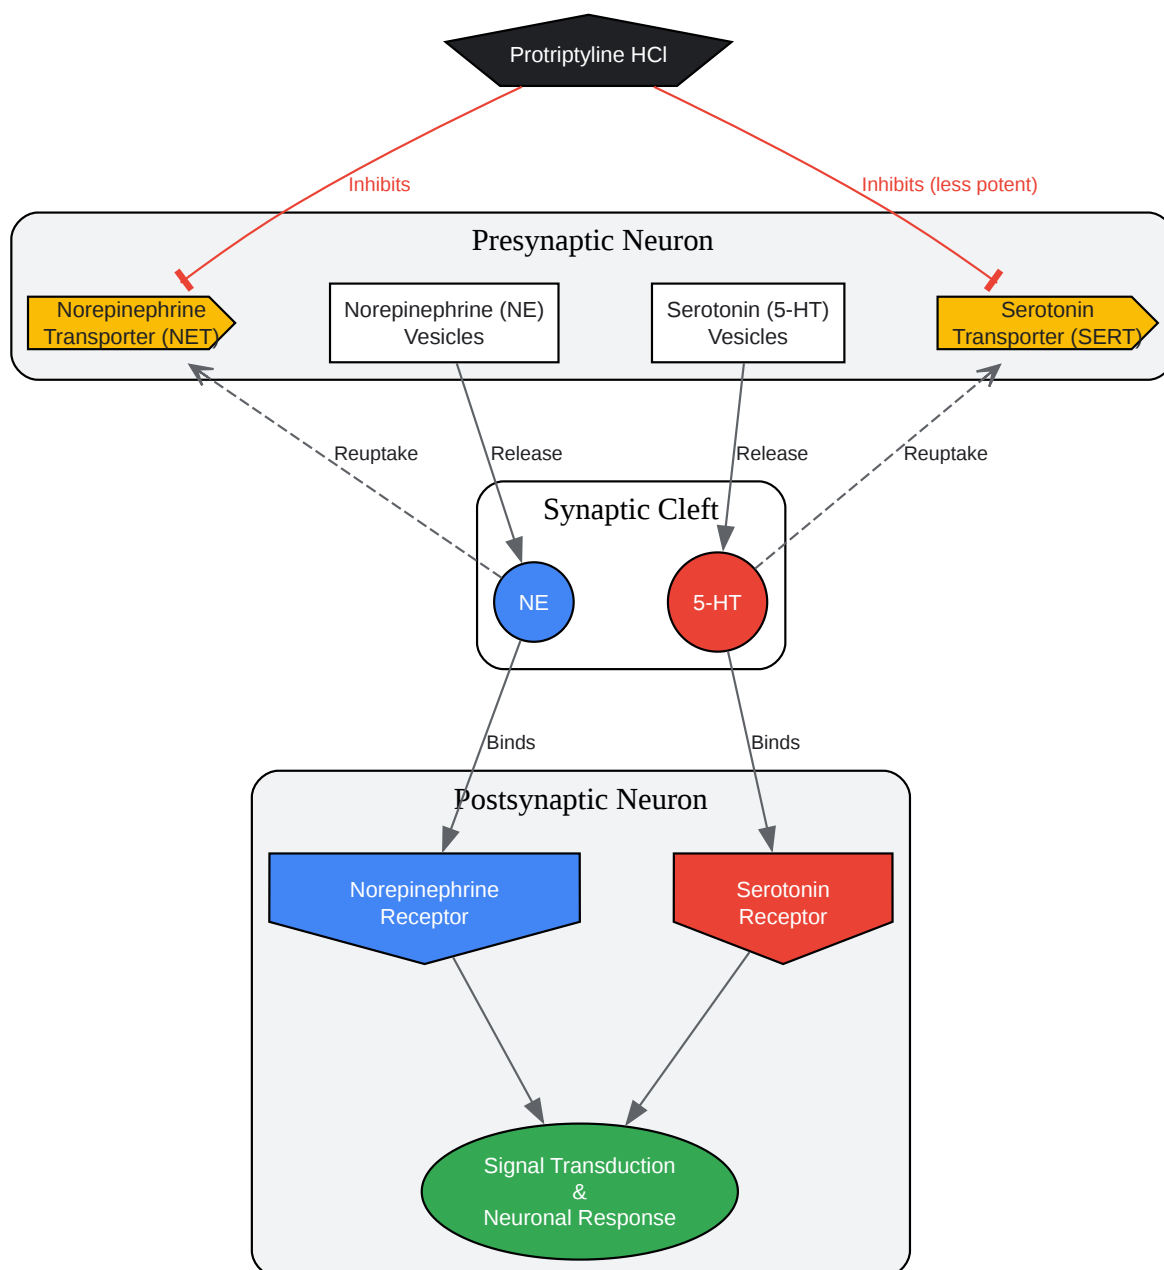 Protriptyline HCl
Inhibits
Inhibits (less potent)
Presynaptic Neuron
Norepinephrine
Transporter (NET)
Norepinephrine (NE)
Vesicles
Serotonin (5-HT)
Vesicles
Serotonin
Transporter (SERT)
Reuptake
Release
Release
Reuptake
Synaptic Cleft
NE
5-HT
Binds
Binds
Postsynaptic Neuron
Norepinephrine
Receptor
Serotonin
Receptor
Signal Transduction
&
Neuronal Response